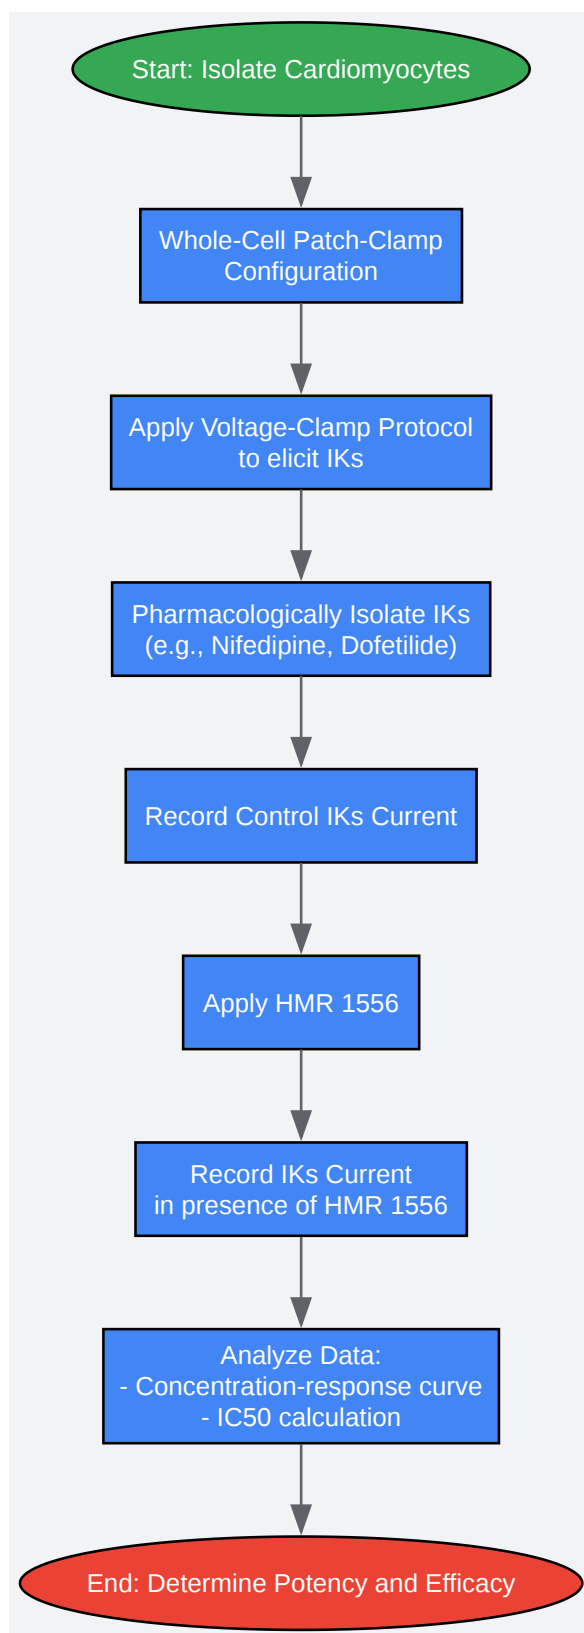 Start: Isolate Cardiomyocytes
Whole-Cell Patch-Clamp
Configuration
Apply Voltage-Clamp Protocol
to elicit IKs
Pharmacologically Isolate IKs
(e.g., Nifedipine, Dofetilide)
Record Control IKs Current
Apply HMR 1556
Record IKs Current
in presence of HMR 1556
Analyze Data:
- Concentration-response curve
- IC50 calculation
End: Determine Potency and Efficacy